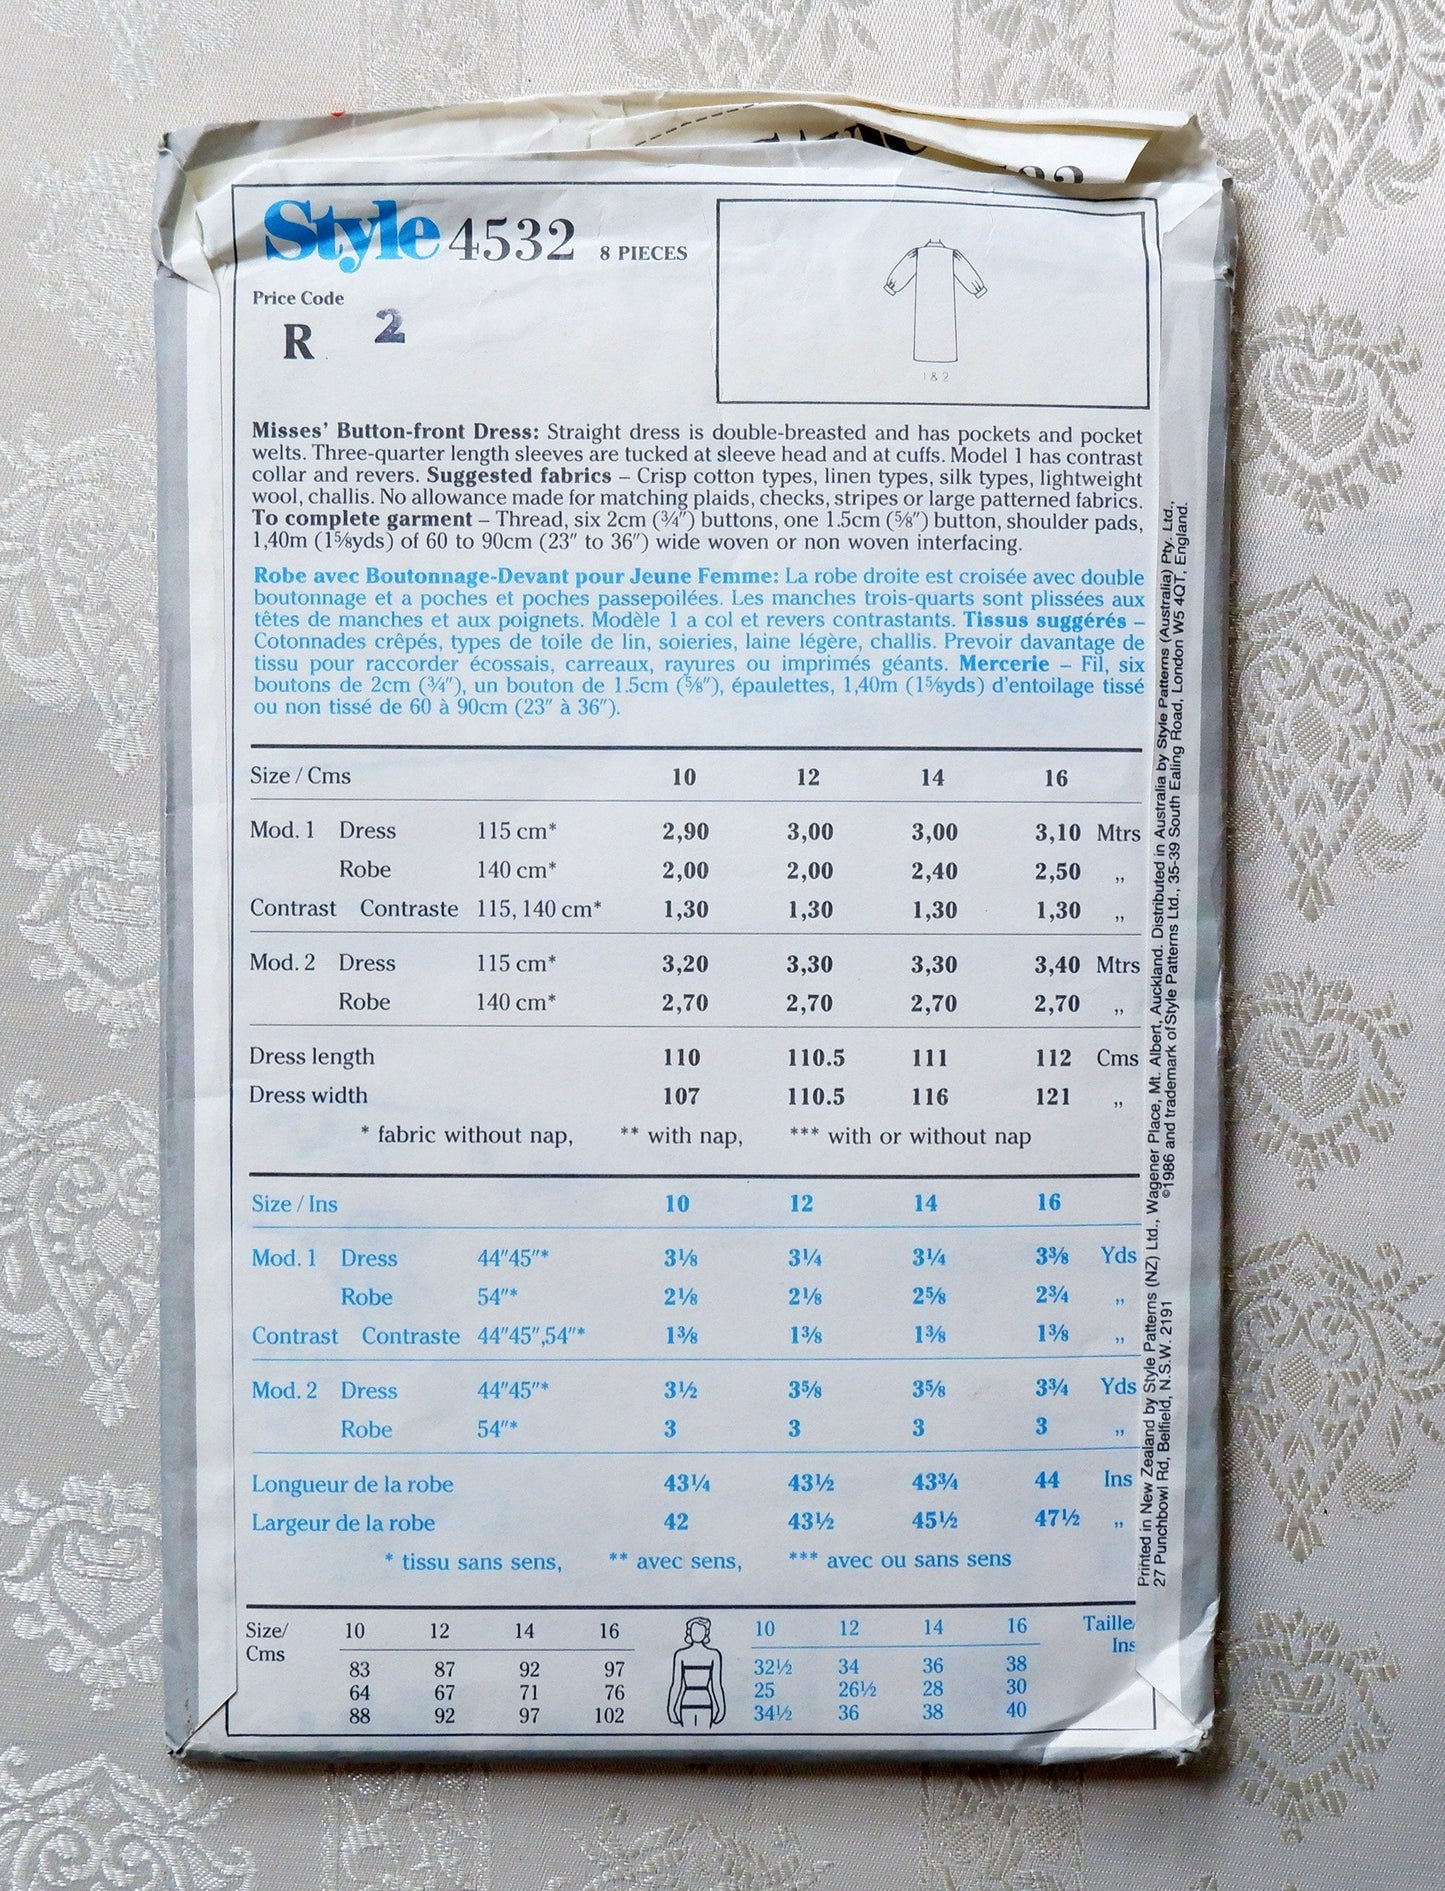 Style 4532 8 PIECES
Price Code
R 2
1 & 2
Misses' Button-front Dress: Straight dress is double-breasted and has pockets and pocket
welts. Three-quarter length sleeves are tucked at sleeve head and at cuffs. Model 1 has contrast
collar and revers. Suggested fabrics – Crisp cotton types, linen types, silk types, lightweight
wool, challis. No allowance made for matching plaids, checks, stripes or large patterned fabrics.
To complete garment – Thread, six 2cm (¾″) buttons, one 1.5cm (⅝″) button, shoulder pads,
1,40m (1⅝yds) of 60 to 90cm (23″ to 36″) wide woven or non woven interfacing.
Robe avec Boutonnage-Devant pour Jeune Femme: La robe droite est croisée avec double
boutonnage et a poches et poches passepoilées. Les manches trois-quarts sont plissées aux
têtes de manches et aux poignets. Modèle 1 a col et revers contrastants. Tissus suggérés –
Cotonnades crêpés, types de toile de lin, soieries, laine légère, challis. Prevoir davantage de
tissu pour raccorder écossais, carreaux, rayures ou imprimés géants. Mercerie – Fil, six
boutons de 2cm (¾″), un bouton de 1.5cm (⅝″), épaulettes, 1,40m (1⅝yds) d'entoilage tissé
ou non tissé de 60 à 90cm (23″ à 36″).
Size / Cms 10 12 14 16
Mod. 1 Dress 115 cm* 2,90 3,00 3,00 3,10 Mtrs
Robe 140 cm* 2,00 2,00 2,40 2,50 ,,
Contrast Contraste 115, 140 cm* 1,30 1,30 1,30 1,30 ,,
Mod. 2 Dress 115 cm* 3,20 3,30 3,30 3,40 Mtrs
Robe 140 cm* 2,70 2,70 2,70 2,70 ,,
Dress length 110 110.5 111 112 Cms
Dress width 107 110.5 116 121 ,,
* fabric without nap, ** with nap, *** with or without nap
Size / Ins 10 12 14 16
Mod. 1 Dress 44″45″* 3⅛ 3¼ 3¼ 3⅜ Yds
Robe 54″* 2⅛ 2⅛ 2⅝ 2¾ ,,
Contrast Contraste 44″45″,54″* 1⅜ 1⅜ 1⅜ 1⅜ ,,
Mod. 2 Dress 44″45″* 3½ 3⅝ 3⅝ 3¾ Yds
Robe 54″* 3 3 3 3 ,,
Longueur de la robe 43¼ 43½ 43¾ 44 Ins
Largeur de la robe 42 43½ 45½ 47½ ,,
* tissu sans sens, ** avec sens, *** avec ou sans sens
Size/ 10 12 14 16 10 12 14 16 Taille/
Cms Ins
83 87 92 97 32½ 34 36 38
64 67 71 76 25 26½ 28 30
88 92 97 102 34½ 36 38 40
Printed in New Zealand by Style Patterns (NZ) Ltd., Wagener Place, Mt. Albert, Auckland. Distributed in Australia by Style Patterns (Australia) Pty. Ltd.,
27 Punchbowl Rd, Belfield, N.S.W. 2191 ©1986 and trademark of Style Patterns Ltd., 35-39 South Ealing Road, London W5 4QT, England.